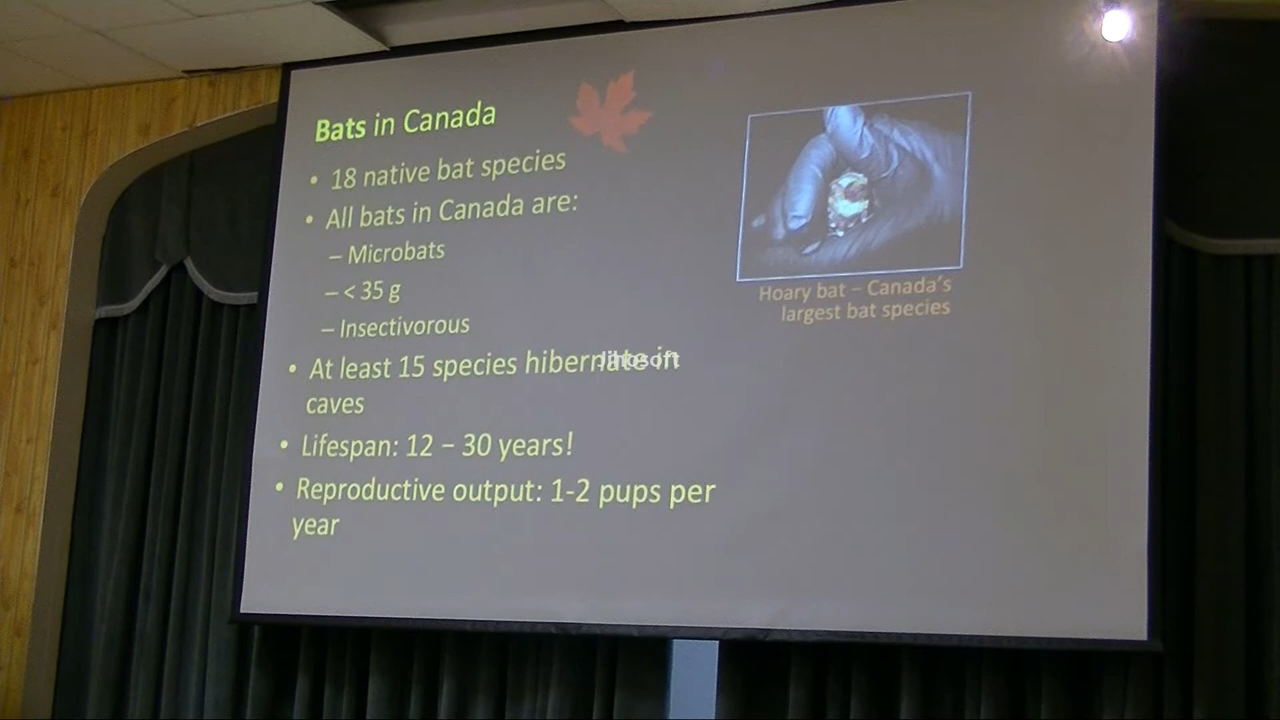 Bats in Canada
• 18 native bat species
• All bats in Canada are:
– Microbats
– < 35 g
– Insectivorous
• At least 15 species hibernate in
caves
• Lifespan: 12 – 30 years!
• Reproductive output: 1-2 pups per
year
Hoary bat – Canada's
largest bat species